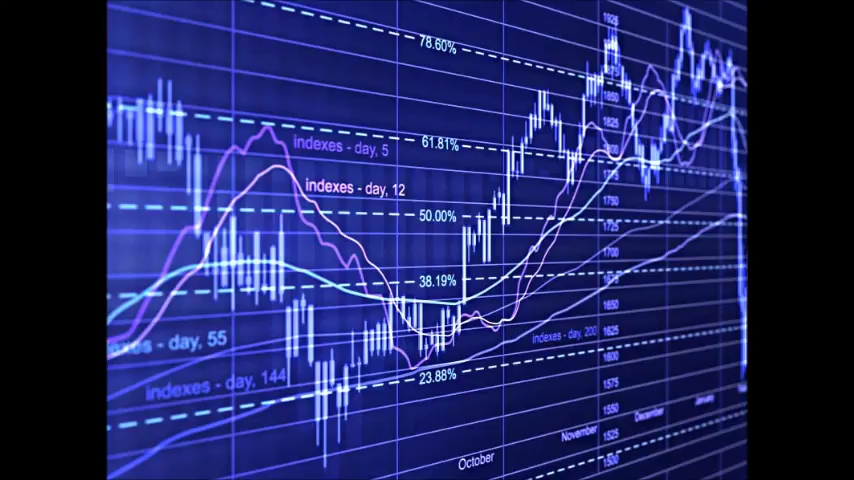 78.60%
indexes - day, 5
61.81%
indexes - day, 12
50.00%
38.19%
indexes - day, 55
indexes - day, 200
indexes - day, 144
23.88%
1925
1850
1825
1800
1750
1725
1700
1650
1625
1600
1575
1550
1525
1500
October
November
December
January